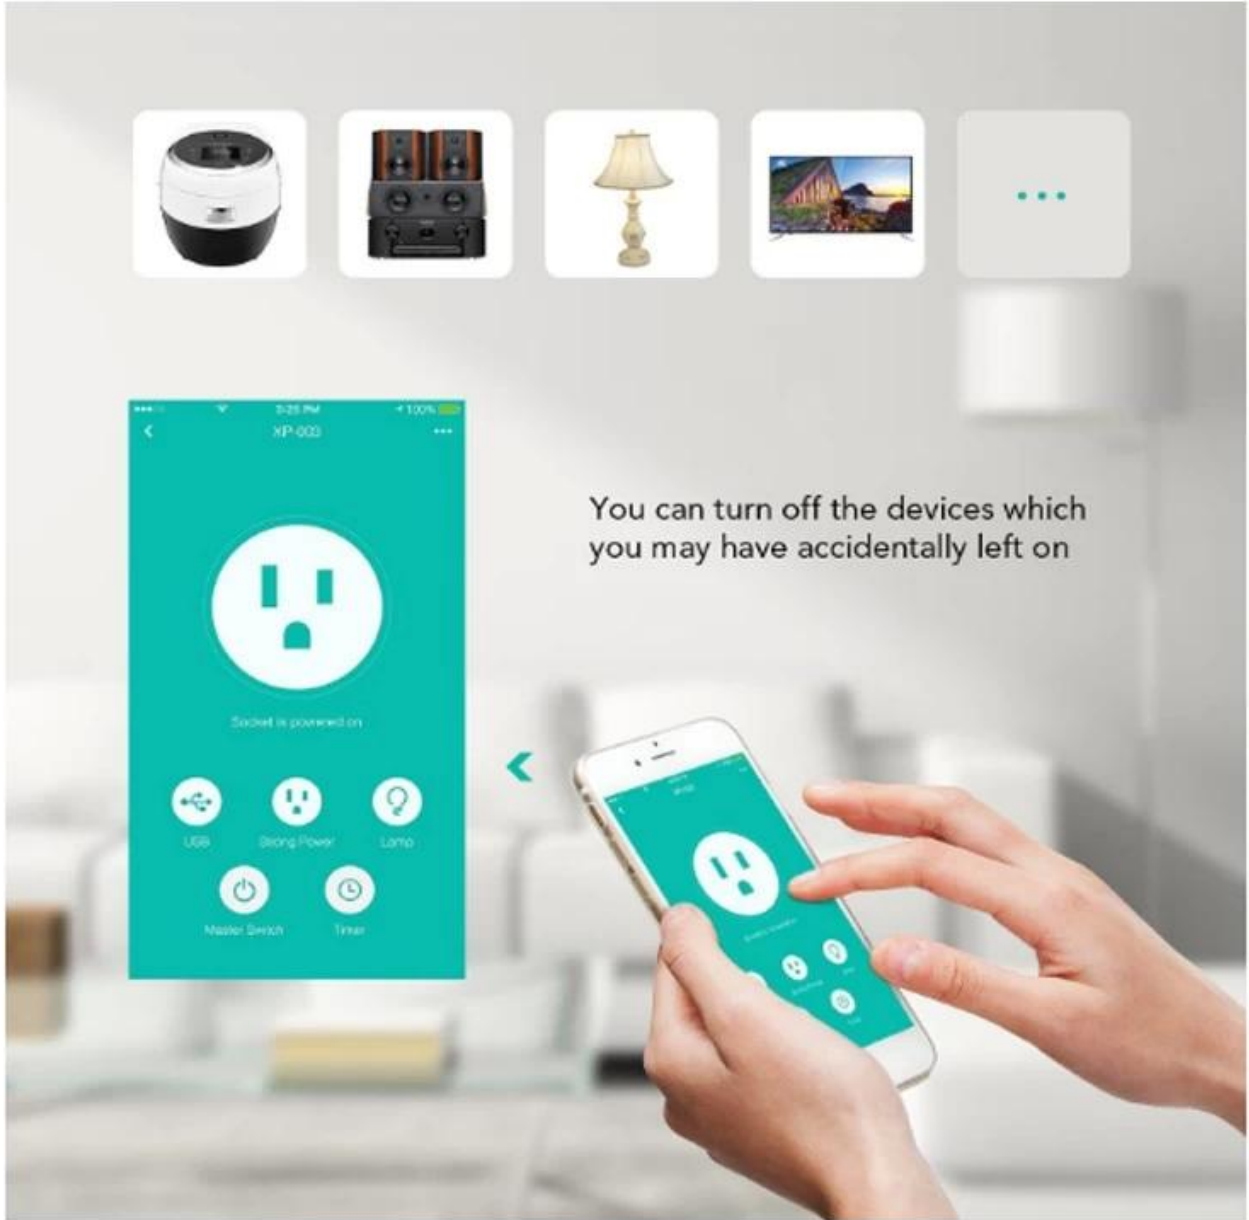 100%
XP-003
You can turn off the devices which
you may have accidentally left on
Socket is powered on
USB
Strong Power
Lamp
Master Switch
Timer